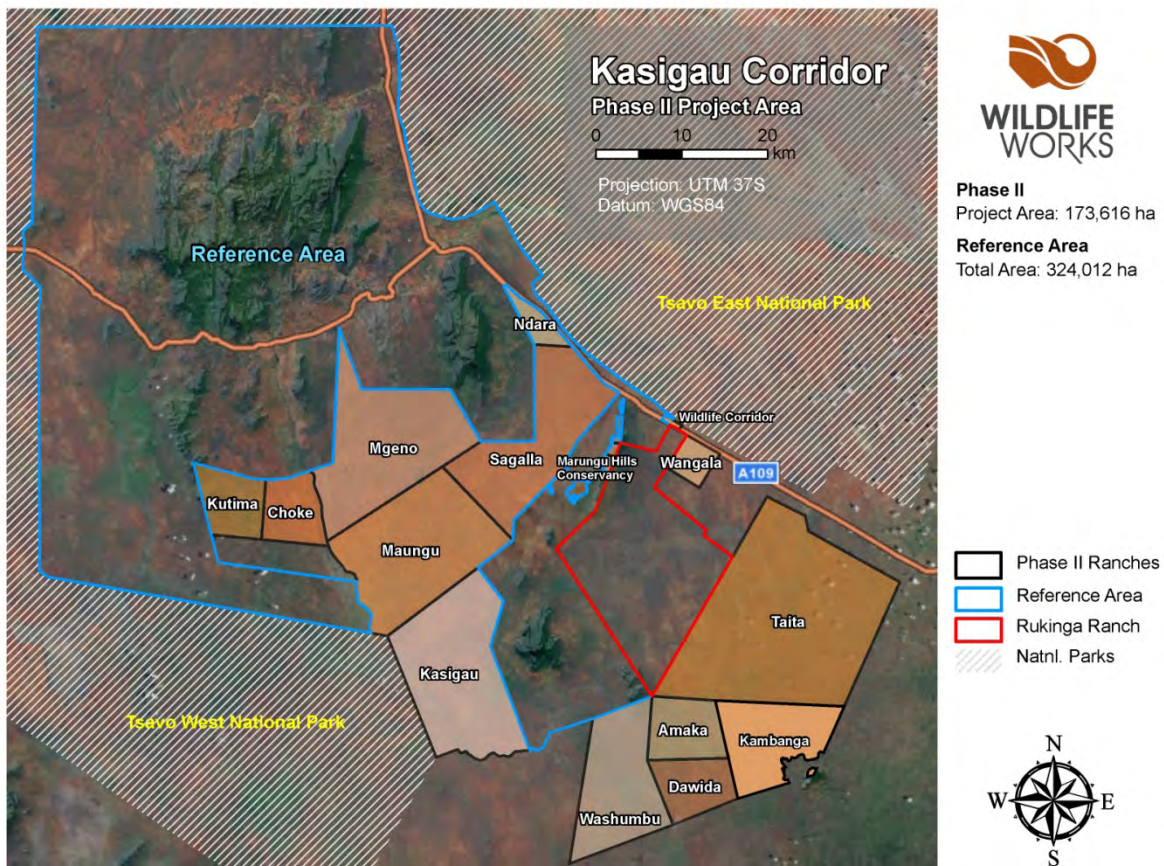 Kasigau Corridor
Phase II Project Area
0 10 20
km
Projection: UTM 37S
Datum: WGS84
WILDLIFE
WORKS
Phase II
Project Area: 173,616 ha
Reference Area
Total Area: 324,012 ha
Reference Area
Tsavo East National Park
Ndara
Wildlife Corridor
Mgeno
Sagalla
Marungu Hills
Conservancy
Wangala
A109
Kutima
Choke
Maungu
Taita
Kasigau
Tsavo West National Park
Amaka
Kambanga
Dawida
Washumbu
Phase II Ranches
Reference Area
Rukinga Ranch
Natnl. Parks
N
W E
S